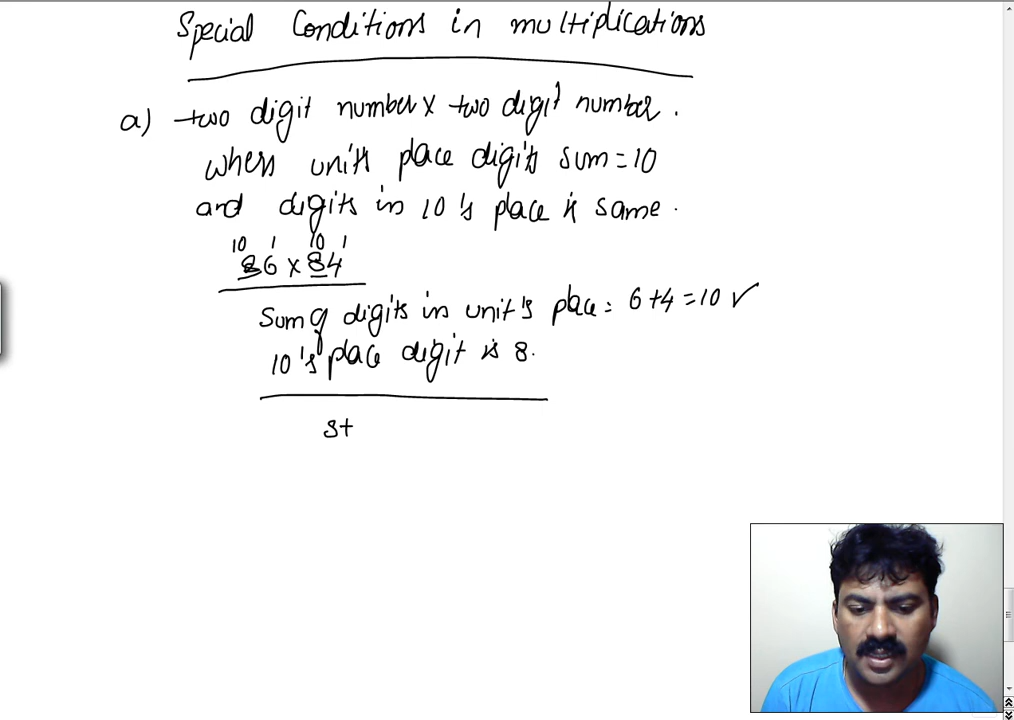 Special Conditions in multiplications
a) two digit number x two digit number.
where units place digits sum = 10
and digits in 10's place is same.
10 1 10 1
86 x 84
Sum of digits in unit's place = 6+4=10 ✓
10's place digit is 8.
st